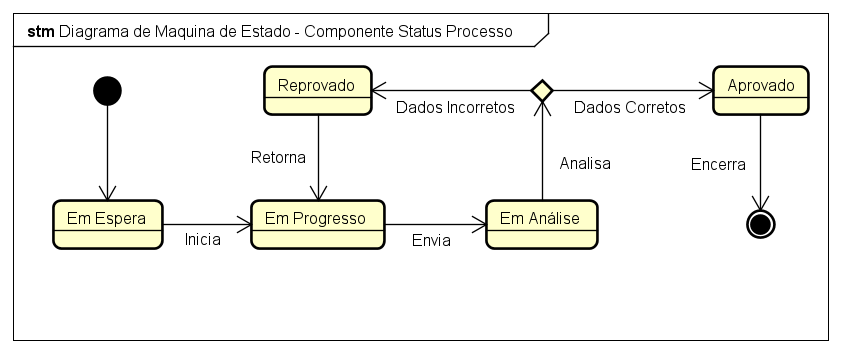 stm Diagrama de Maquina de Estado - Componente Status Processo
Reprovado
Aprovado
Dados Incorretos
Dados Corretos
Retorna
Analisa
Encerra
Em Espera
Em Progresso
Em Análise
Inicia
Envia